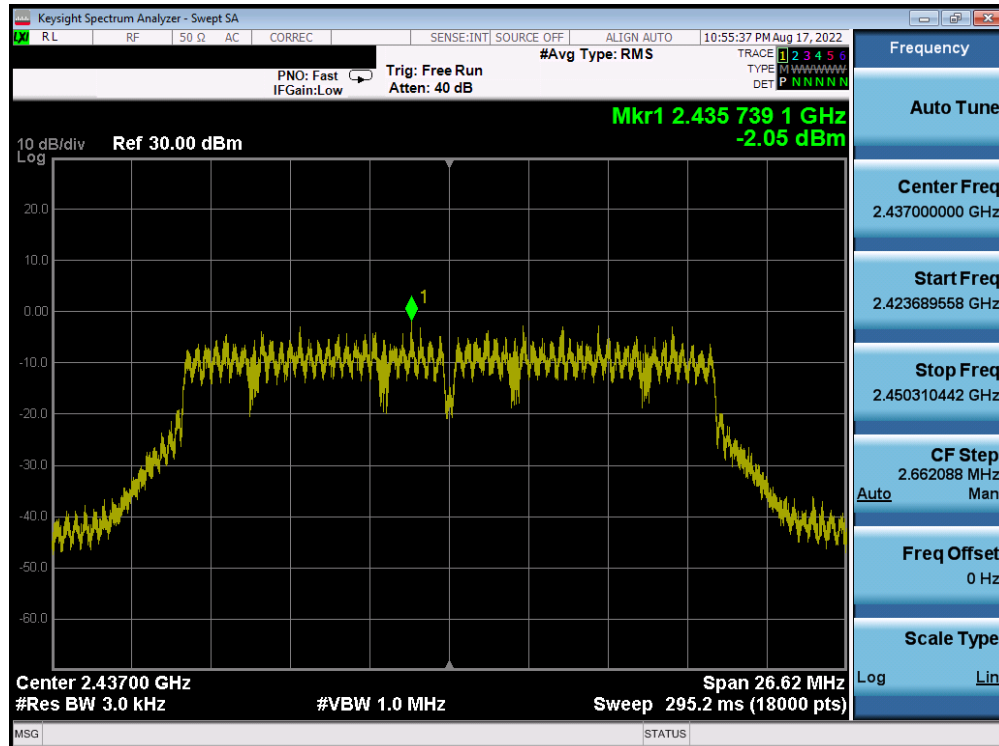 Keysight Spectrum Analyzer - Swept SA
LXI RL RF 50 Ω AC CORREC SENSE:INT SOURCE OFF ALIGN AUTO 10:55:37 PM Aug 17, 2022
#Avg Type: RMS
TRACE 1 2 3 4 5 6
TYPE M WWWWW
DET P N N N N N
PNO: Fast
IFGain:Low
Trig: Free Run
Atten: 40 dB
Mkr1 2.435 739 1 GHz
-2.05 dBm
10 dB/div
Log
Ref 30.00 dBm
20.0
10.0
0.00
-10.0
-20.0
-30.0
-40.0
-50.0
-60.0
1
Center 2.43700 GHz
Span 26.62 MHz
#Res BW 3.0 kHz
#VBW 1.0 MHz
Sweep 295.2 ms (18000 pts)
MSG
STATUS
Frequency
Auto Tune
Center Freq
2.437000000 GHz
Start Freq
2.423689558 GHz
Stop Freq
2.450310442 GHz
CF Step
2.662088 MHz
Auto Man
Freq Offset
0 Hz
Scale Type
Log Lin